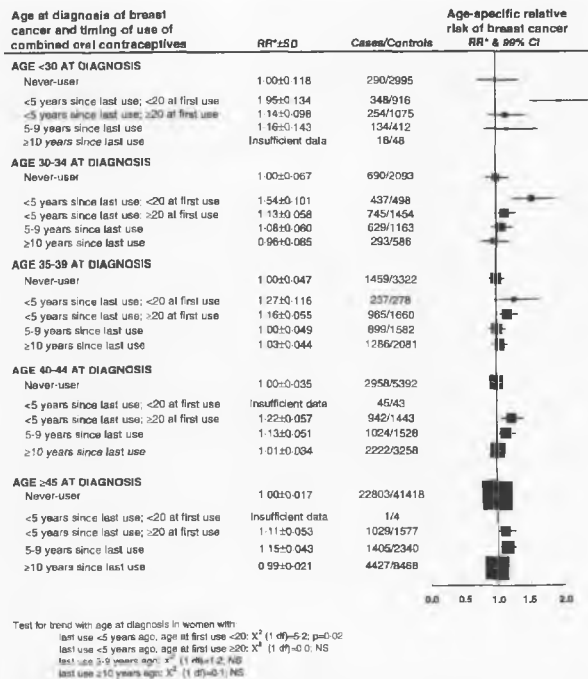 Age at diagnosis of breast cancer and timing of use of combined oral contraceptives RR*±SD Cases/Controls Age-specific relative risk of breast cancer RR* & 99% CI
AGE <30 AT DIAGNOSIS
Never-user 1·00±0·118 290/2995
<5 years since last use; <20 at first use 1·95±0·134 348/916
<5 years since last use; ≥20 at first use 1·14±0·098 254/1075
5-9 years since last use 1·16±0·143 134/412
≥10 years since last use Insufficient data 18/48
AGE 30-34 AT DIAGNOSIS
Never-user 1·00±0·067 690/2093
<5 years since last use; <20 at first use 1·54±0·101 437/498
<5 years since last use; ≥20 at first use 1·13±0·058 745/1454
5-9 years since last use 1·08±0·060 629/1163
≥10 years since last use 0·96±0·085 293/586
AGE 35-39 AT DIAGNOSIS
Never-user 1·00±0·047 1459/3322
<5 years since last use; <20 at first use 1·27±0·116 237/278
<5 years since last use; ≥20 at first use 1·16±0·055 985/1660
5-9 years since last use 1·00±0·049 899/1582
≥10 years since last use 1·03±0·044 1286/2081
AGE 40-44 AT DIAGNOSIS
Never-user 1·00±0·035 2958/5392
<5 years since last use; <20 at first use Insufficient data 45/43
<5 years since last use; ≥20 at first use 1·22±0·057 942/1443
5-9 years since last use 1·13±0·051 1024/1528
≥10 years since last use 1·01±0·034 2222/3258
AGE ≥45 AT DIAGNOSIS
Never-user 1·00±0·017 22803/41418
<5 years since last use; <20 at first use Insufficient data 1/4
<5 years since last use; ≥20 at first use 1·11±0·053 1029/1577
5-9 years since last use 1·15±0·043 1405/2340
≥10 years since last use 0·99±0·021 4427/8468
0.0 0.5 1.0 1.5 2.0
Test for trend with age at diagnosis in women with
last use <5 years ago, age at first use <20: X² (1 df)=5·2; p=0·02
last use <5 years ago, age at first use ≥20: X² (1 df)=0·0; NS
last use 5-9 years ago: X² (1 df)=1·2; NS
last use ≥10 years ago: X² (1 df)=0·1; NS